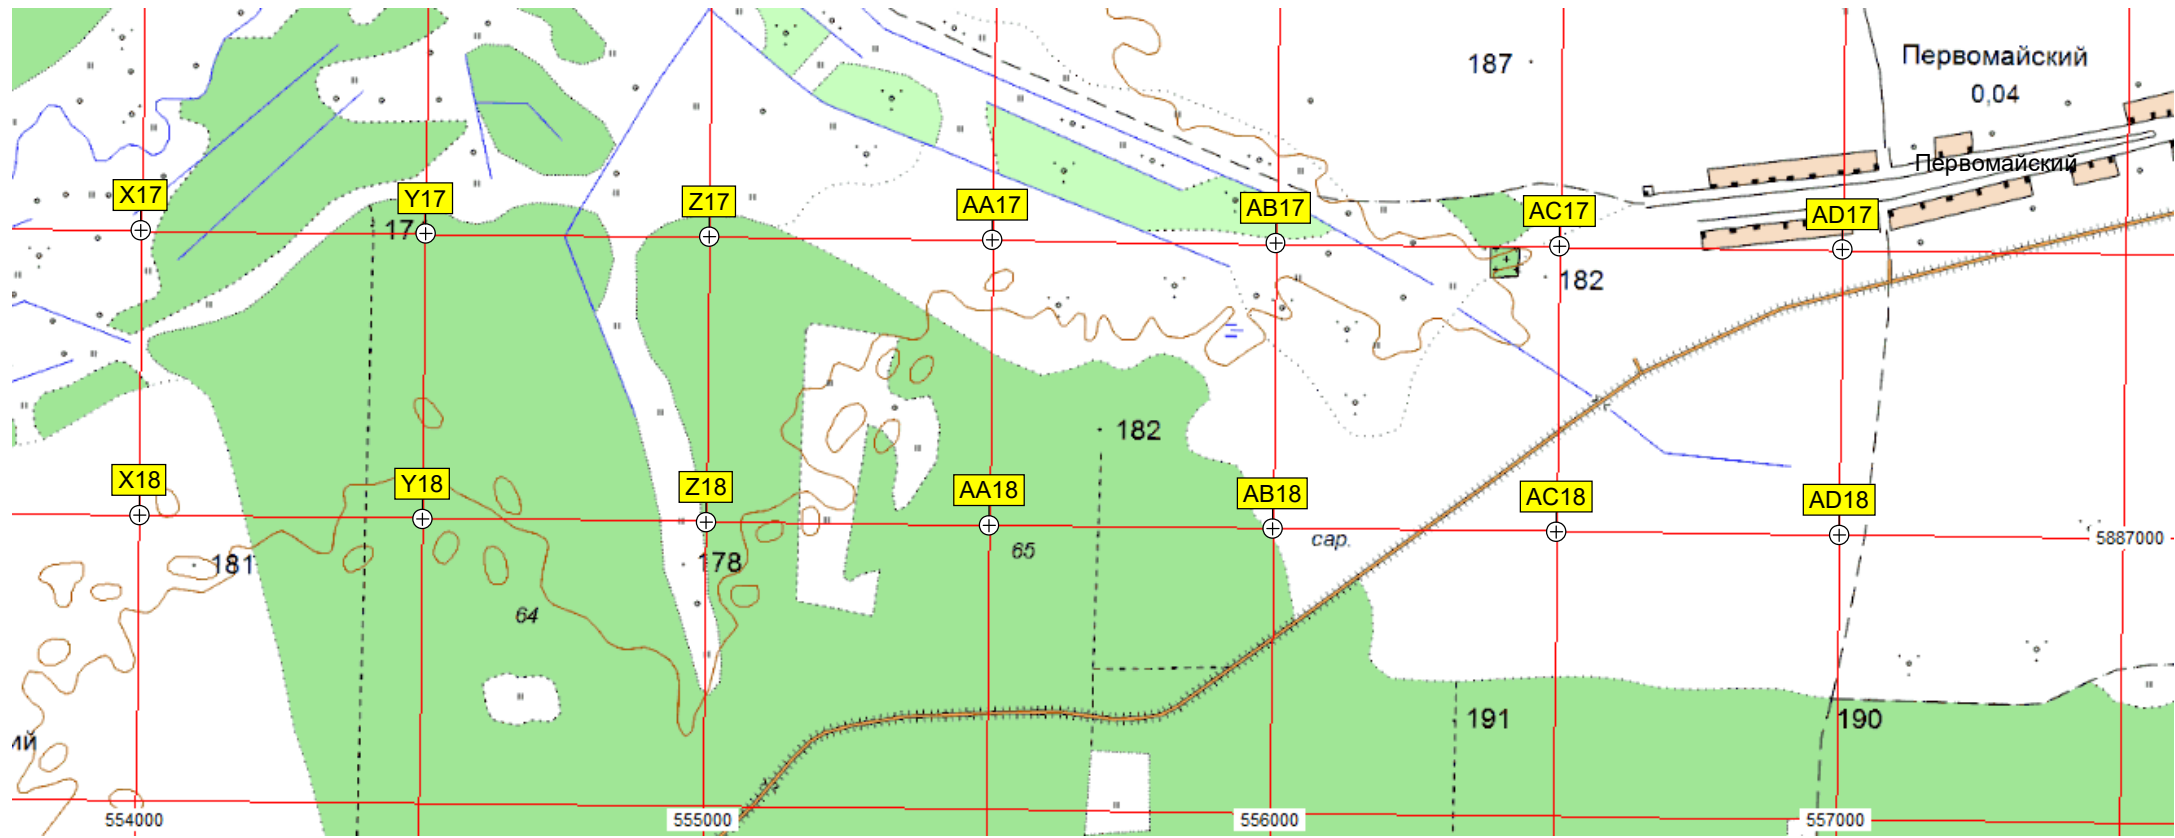 187
Первомайский
0,04
Первомайский
X17
Y17
Z17
AA17
AB17
AC17
AD17
17
182
182
X18
Y18
Z18
AA18
AB18
AC18
AD18
181
178
65
сар.
5887000
64
191
190
ий
554000
555000
556000
557000